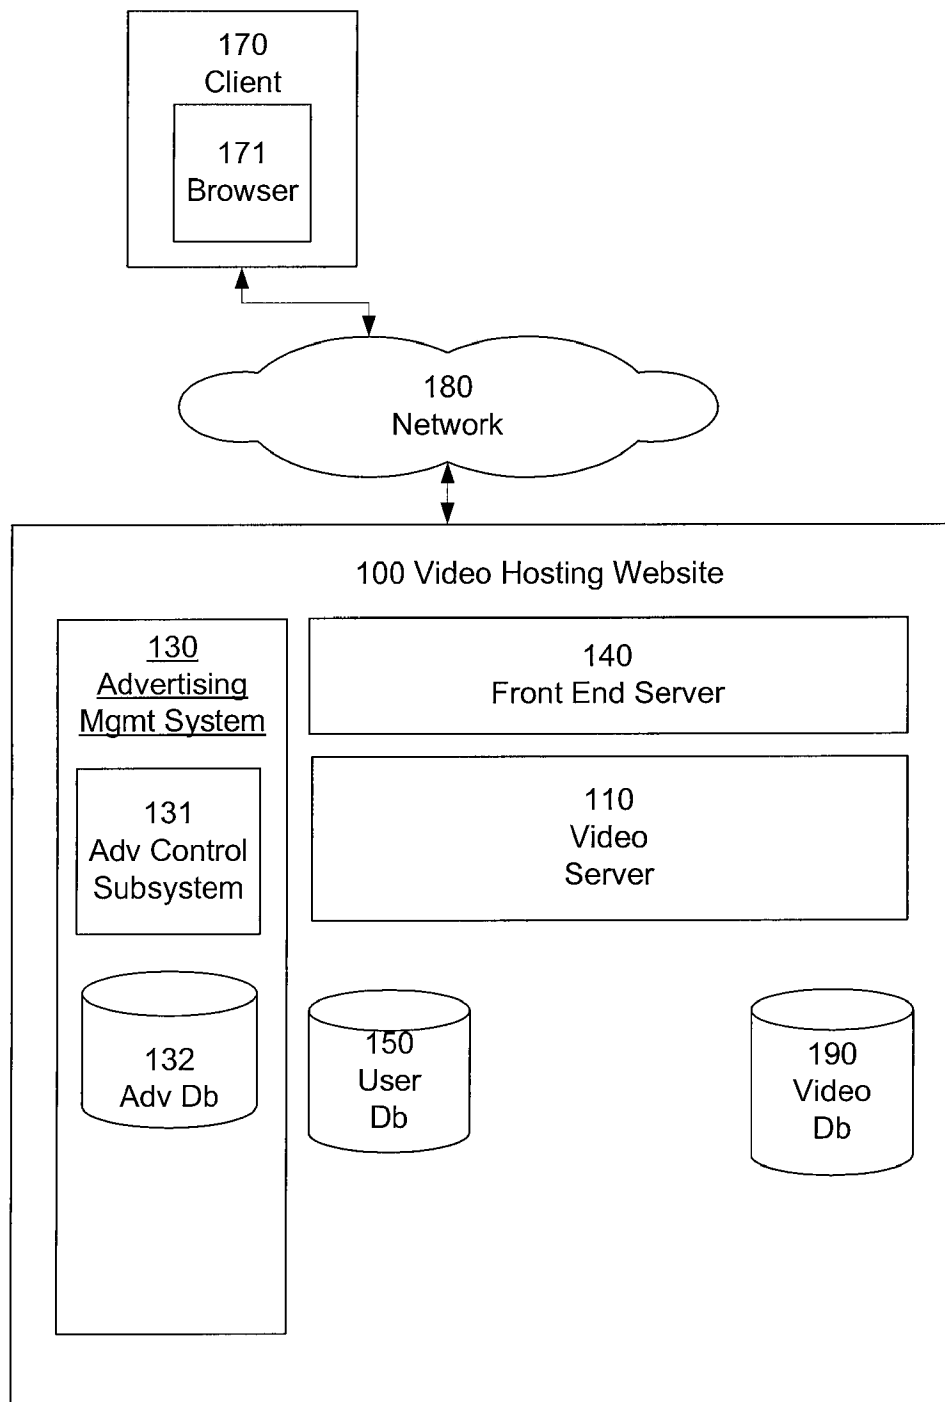 170
Client
171
Browser
180
Network
100 Video Hosting Website
130
Advertising
Mgmt System
140
Front End Server
131
Adv Control
Subsystem
110
Video
Server
132
Adv Db
150
User
Db
190
Video
Db